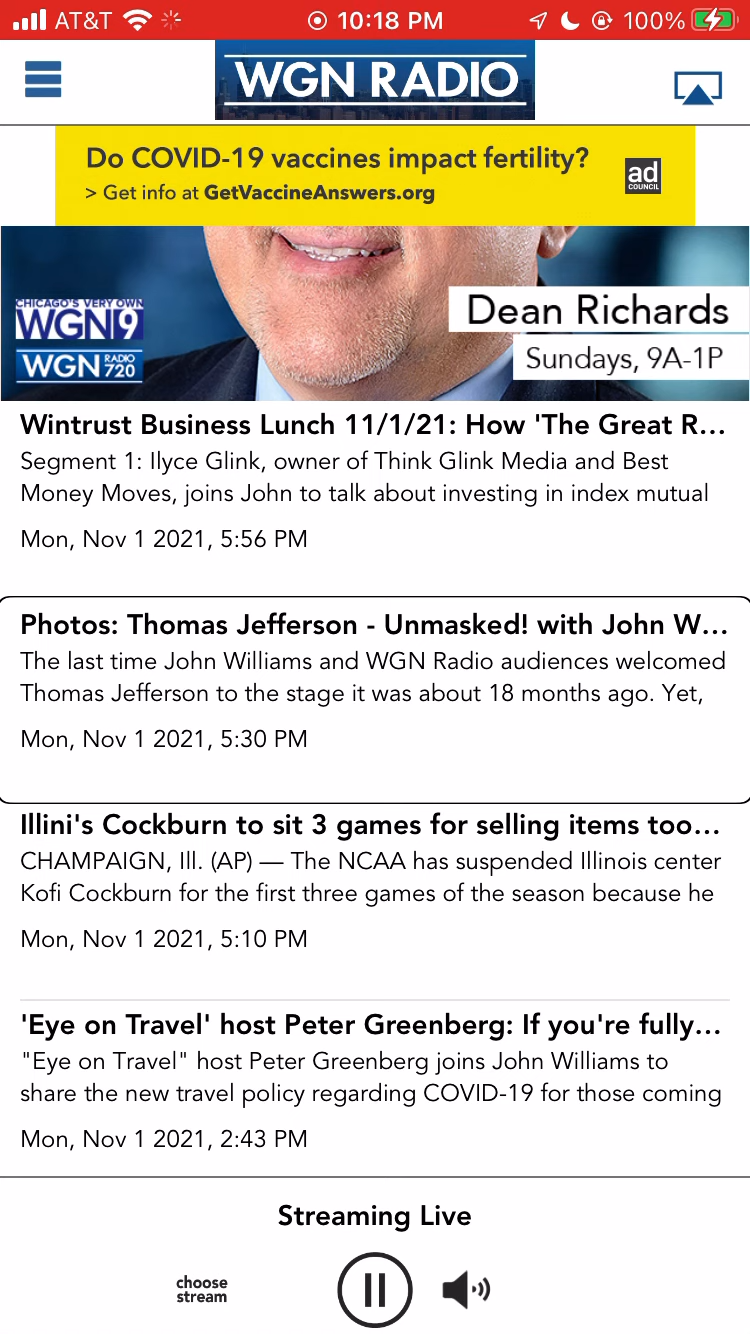 AT&T 10:18 PM 100%
WGN RADIO
Do COVID-19 vaccines impact fertility?
> Get info at GetVaccineAnswers.org
ad
COUNCIL
CHICAGO'S VERY OWN
WGN9
WGN RADIO 720
Dean Richards
Sundays, 9A-1P
Wintrust Business Lunch 11/1/21: How 'The Great R...
Segment 1: Ilyce Glink, owner of Think Glink Media and Best
Money Moves, joins John to talk about investing in index mutual
Mon, Nov 1 2021, 5:56 PM
Photos: Thomas Jefferson - Unmasked! with John W...
The last time John Williams and WGN Radio audiences welcomed
Thomas Jefferson to the stage it was about 18 months ago. Yet,
Mon, Nov 1 2021, 5:30 PM
Illini's Cockburn to sit 3 games for selling items too...
CHAMPAIGN, Ill. (AP) — The NCAA has suspended Illinois center
Kofi Cockburn for the first three games of the season because he
Mon, Nov 1 2021, 5:10 PM
'Eye on Travel' host Peter Greenberg: If you're fully...
"Eye on Travel" host Peter Greenberg joins John Williams to
share the new travel policy regarding COVID-19 for those coming
Mon, Nov 1 2021, 2:43 PM
Streaming Live
choose
stream